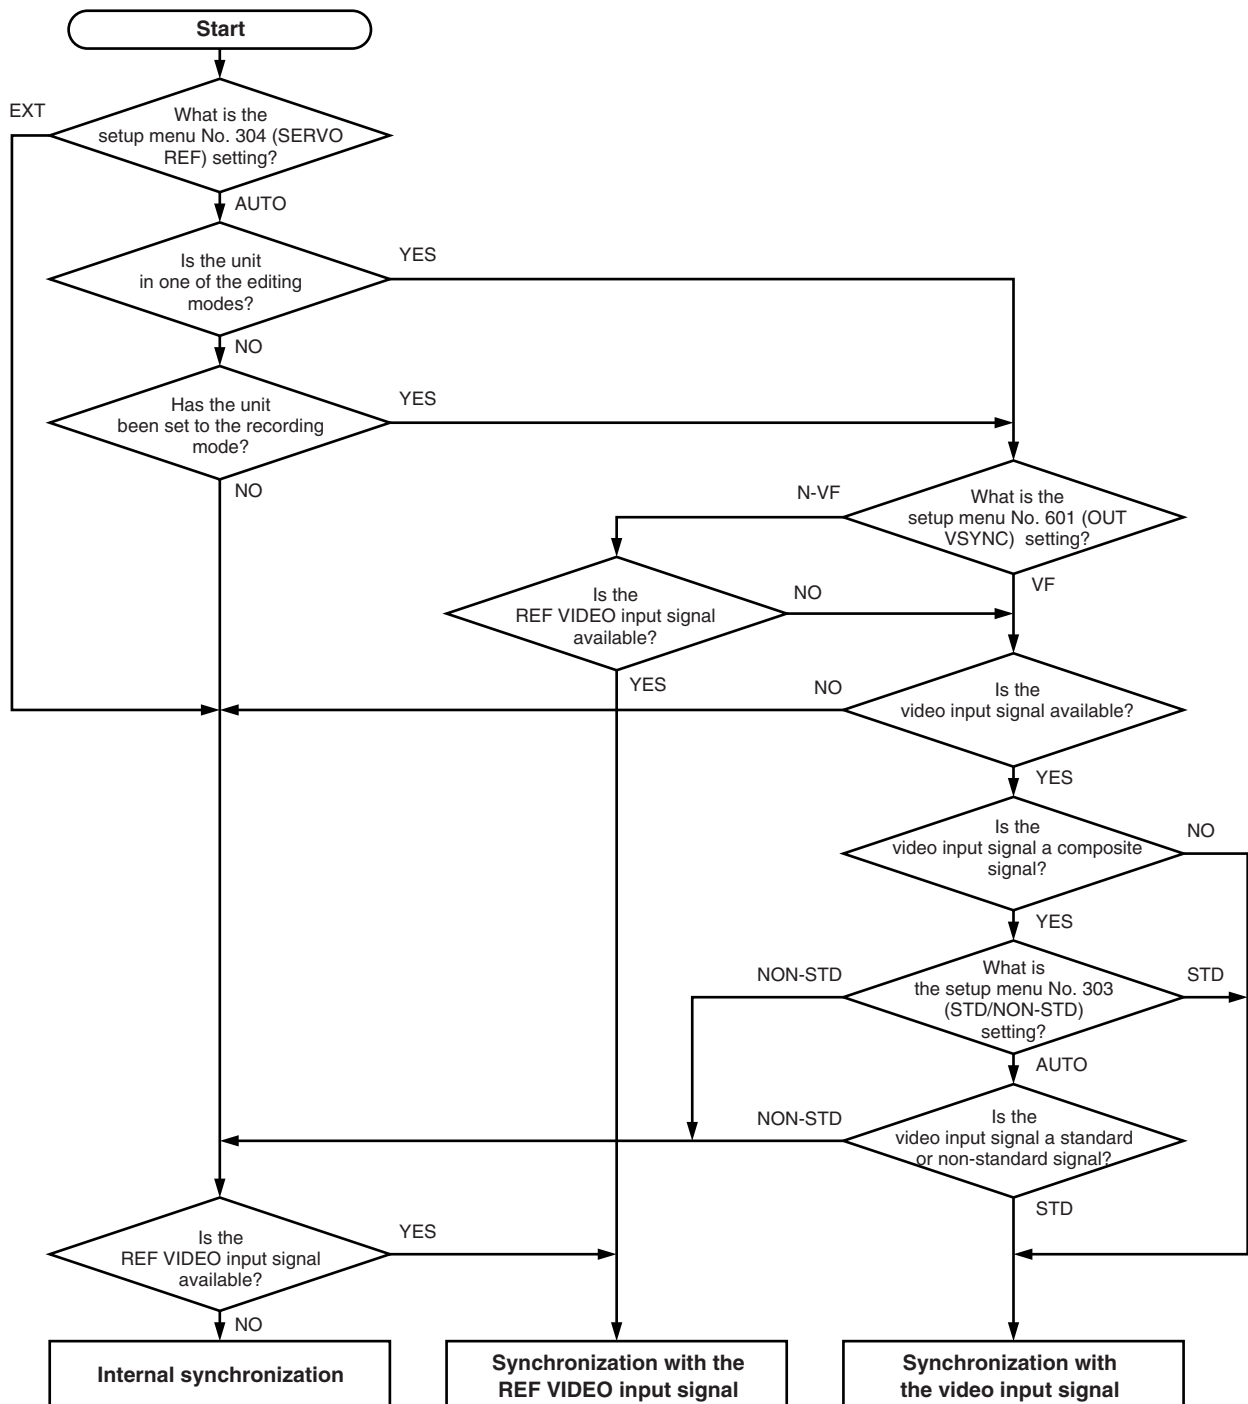 Start
EXT
What is the
setup menu No. 304 (SERVO
REF) setting?
AUTO
Is the unit
in one of the editing
modes?
YES
NO
Has the unit
been set to the recording
mode?
YES
NO
N-VF
What is the
setup menu No. 601 (OUT
VSYNC) setting?
VF
Is the
REF VIDEO input signal
available?
NO
YES
NO
Is the
video input signal available?
YES
Is the
video input signal a composite
signal?
NO
YES
NON-STD
What is
the setup menu No. 303
(STD/NON-STD)
setting?
STD
AUTO
NON-STD
Is the
video input signal a standard
or non-standard signal?
STD
Is the
REF VIDEO input signal
available?
YES
NO
Internal synchronization
Synchronization with the
REF VIDEO input signal
Synchronization with
the video input signal